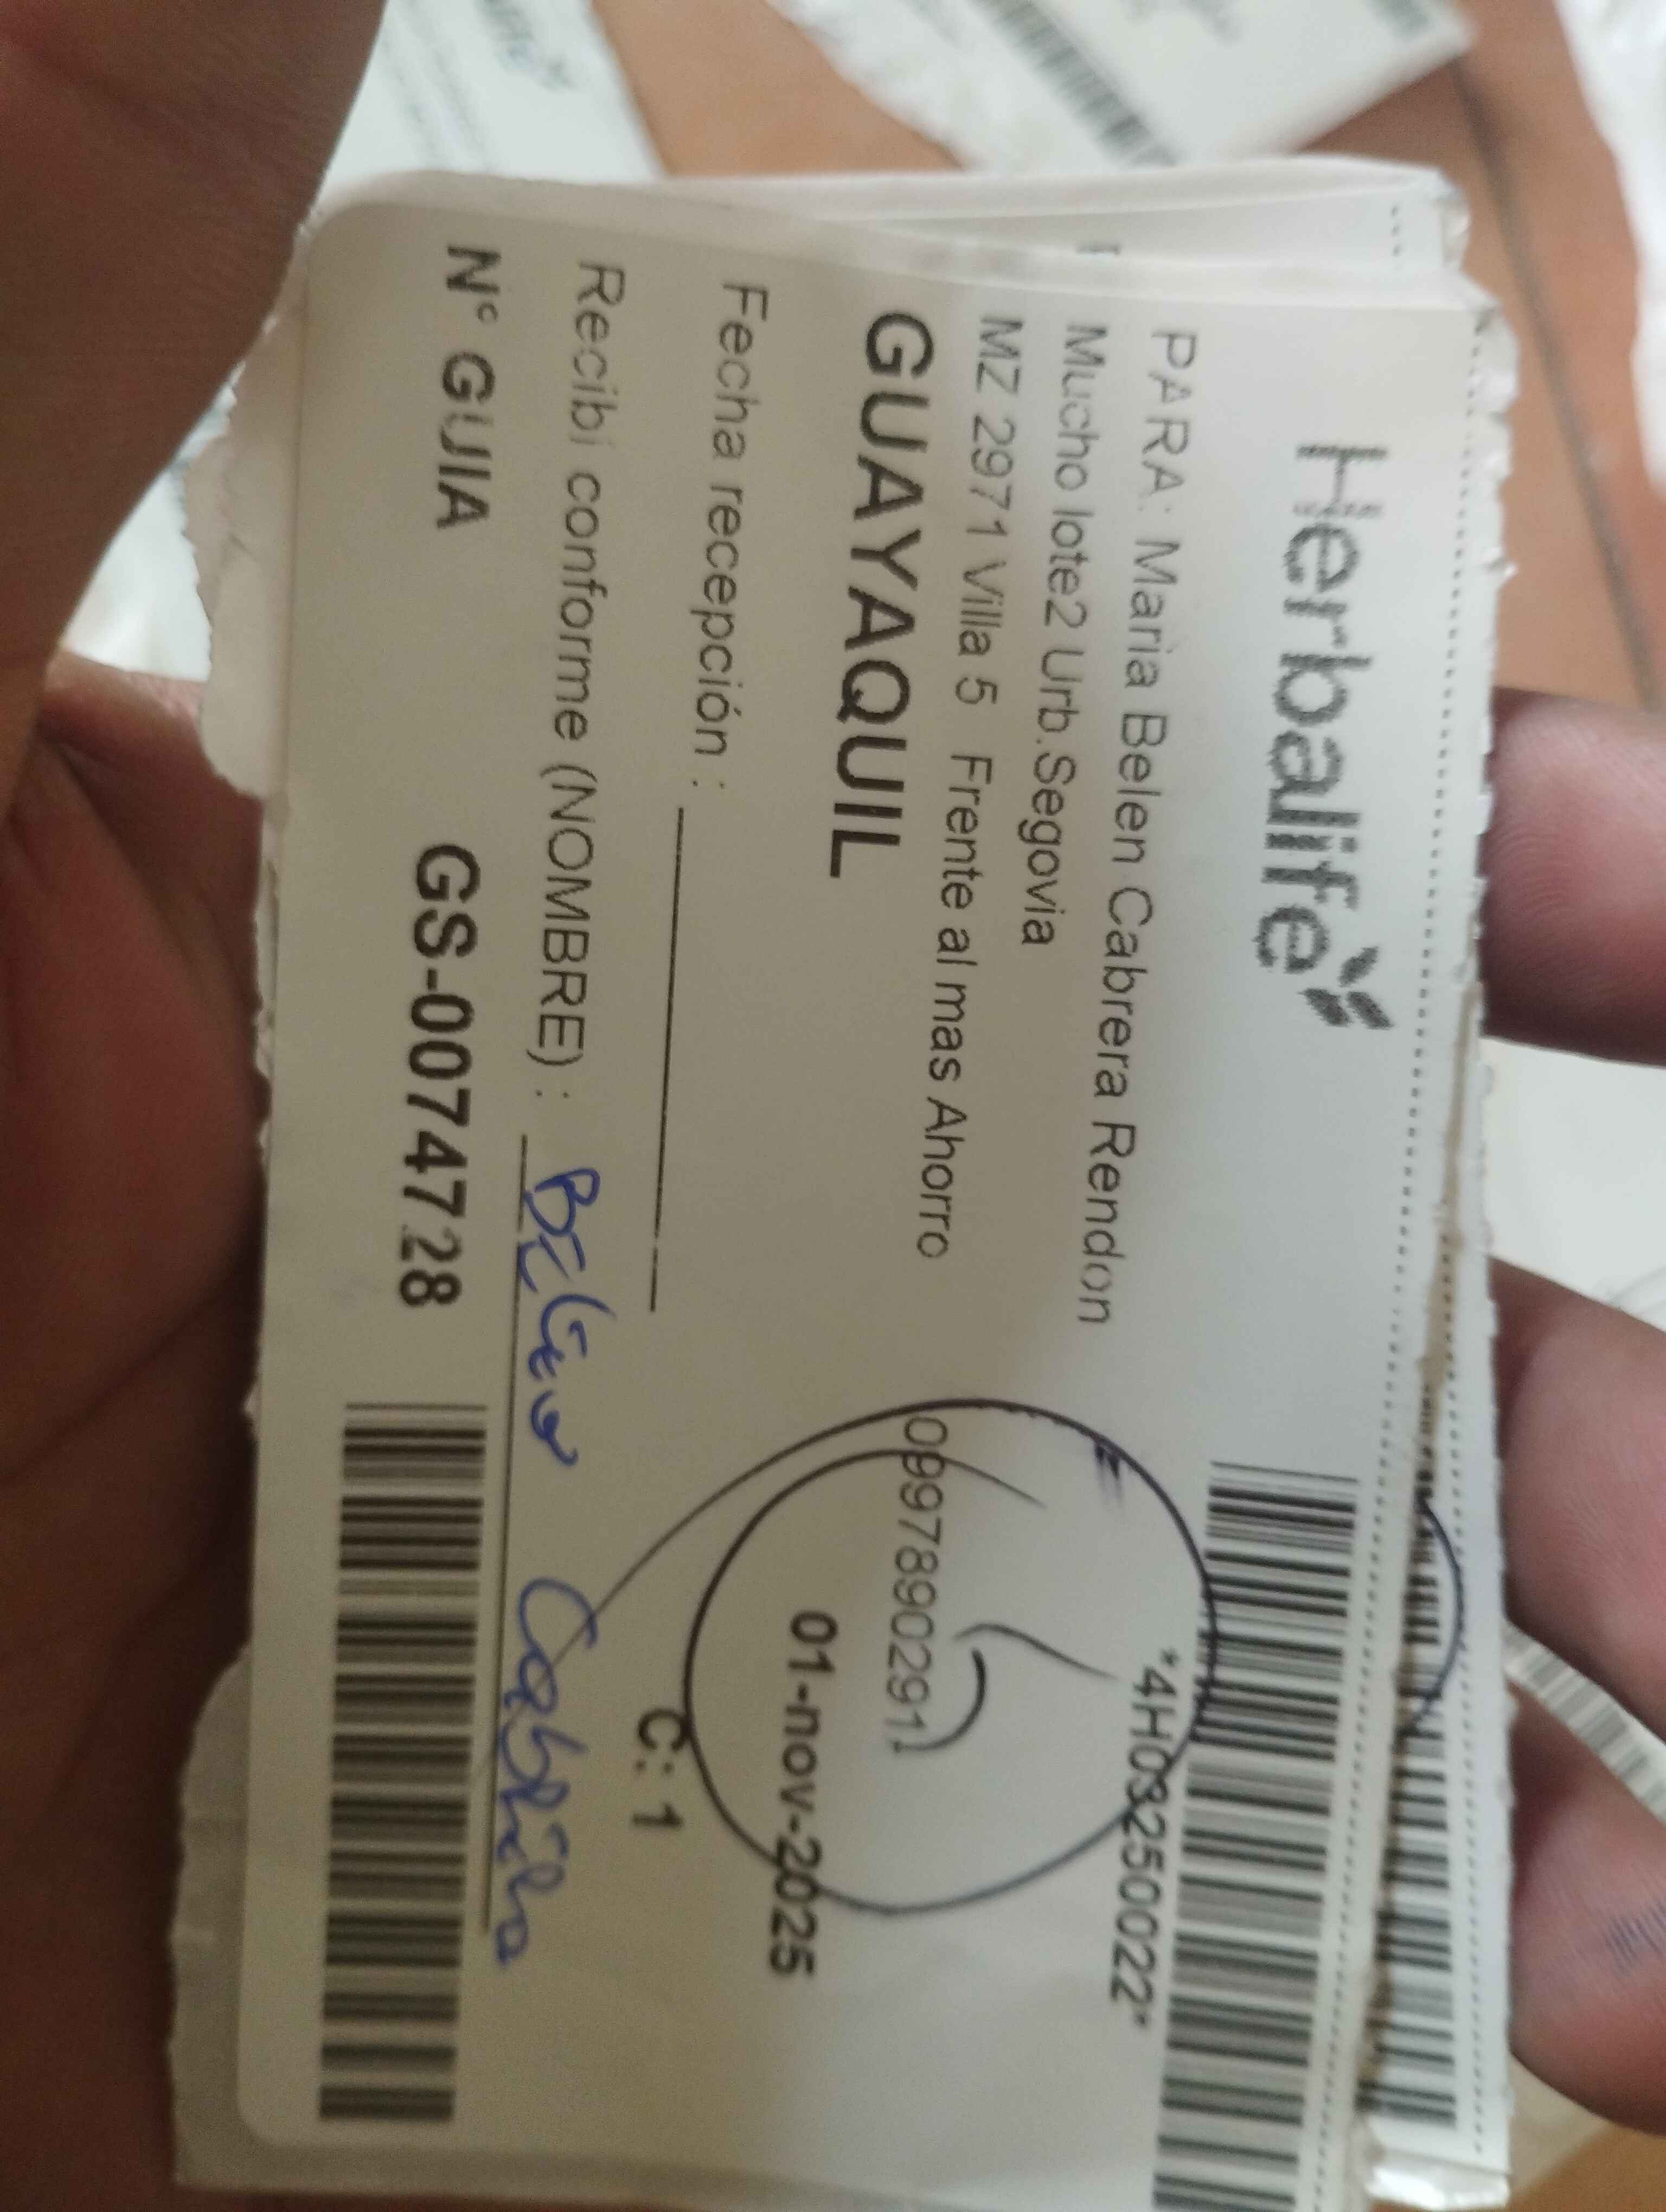 Herbalife
*4H03250022*
PARA: Maria Belen Cabrera Rendon
Mucho lote2 Urb.Segovia
MZ 2971 Villa 5 Frente al mas Ahorro
GUAYAQUIL
01-nov-2025
Fecha recepción :
C: 1
Recibi conforme (NOMBRE) : Belen Cabrera
Nº GUIA GS-00747728